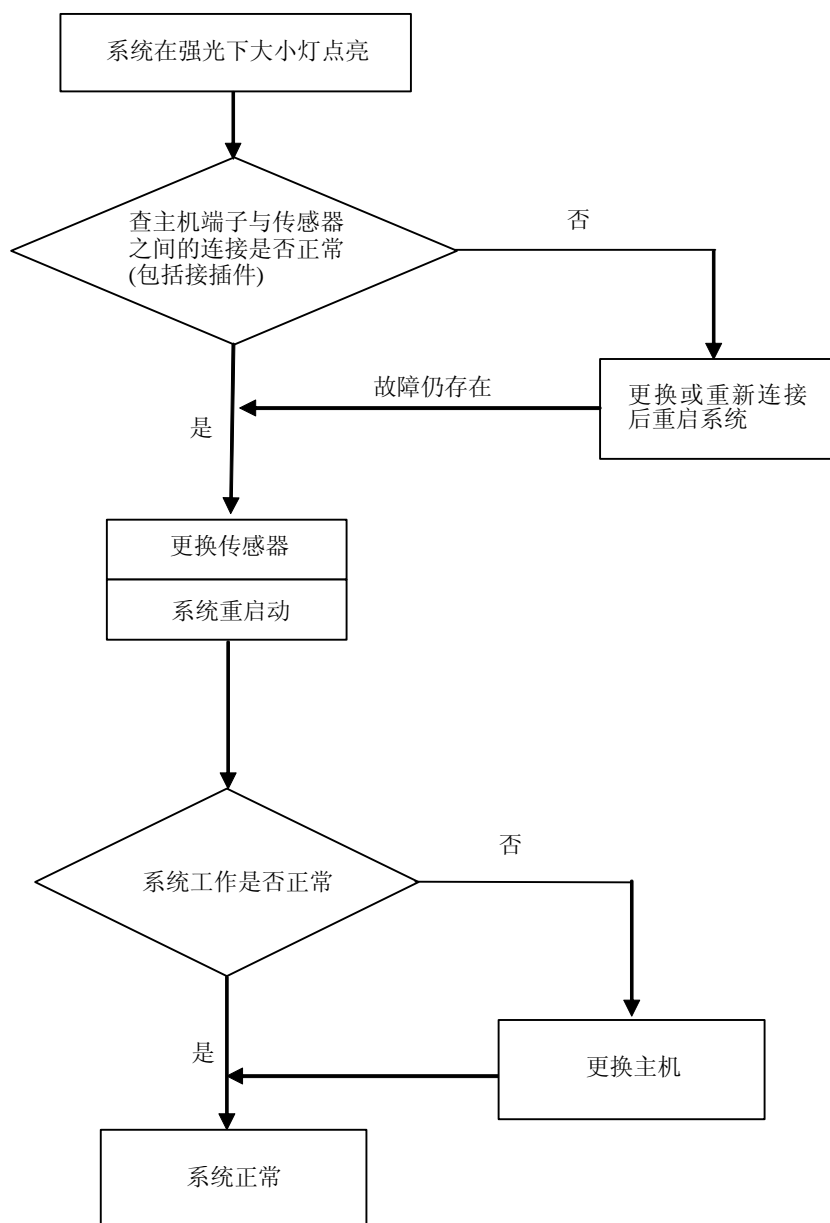 系统在强光下大小灯点亮
查主机端子与传感器
之间的连接是否正常
(包括接插件)
否
更换或重新连接
后重启系统
故障仍存在
是
更换传感器
系统重启动
系统工作是否正常
否
是
更换主机
系统正常